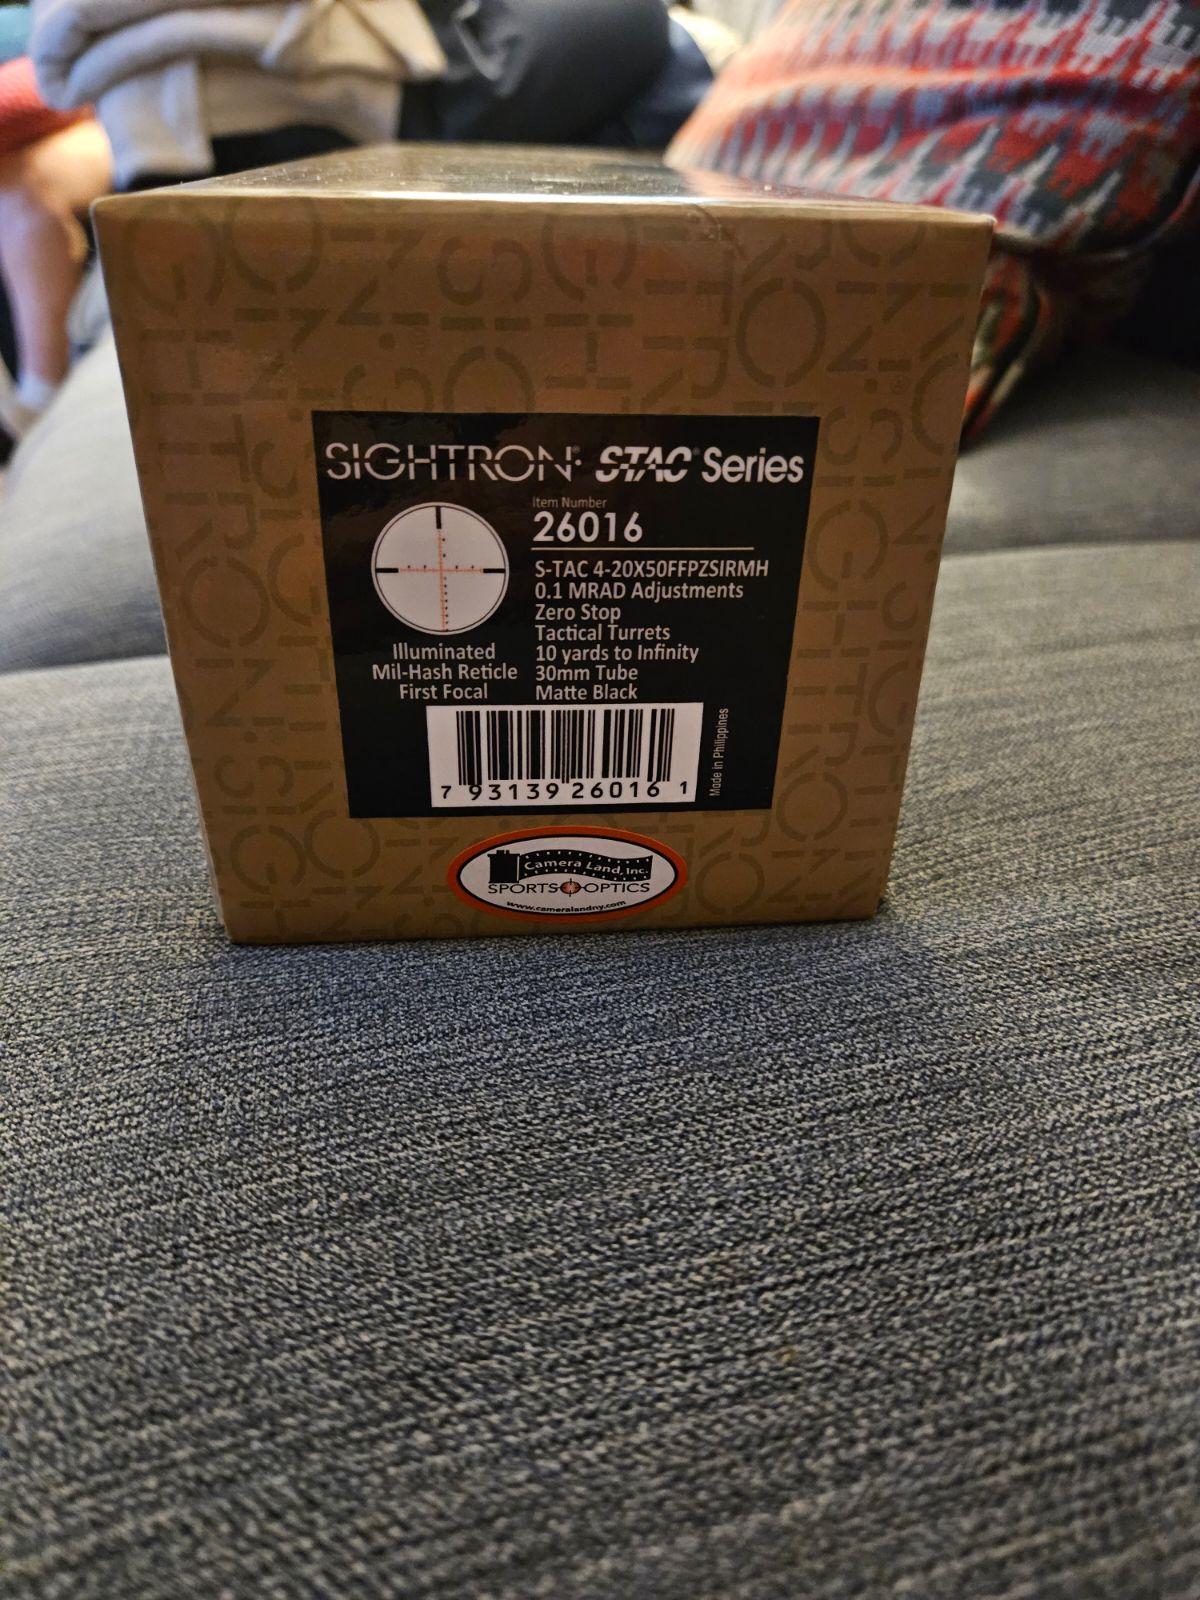 SIGHTRON® S-TAC® Series
Item Number
26016
S-TAC 4-20X50FFPZSIRMH
0.1 MRAD Adjustments
Zero Stop
Tactical Turrets
10 yards to Infinity
30mm Tube
Matte Black
Illuminated
Mil-Hash Reticle
First Focal
7 93139 26016 1
Made in Philippines
Camera Land, Inc.
SPORTS OPTICS
www.cameralandny.com